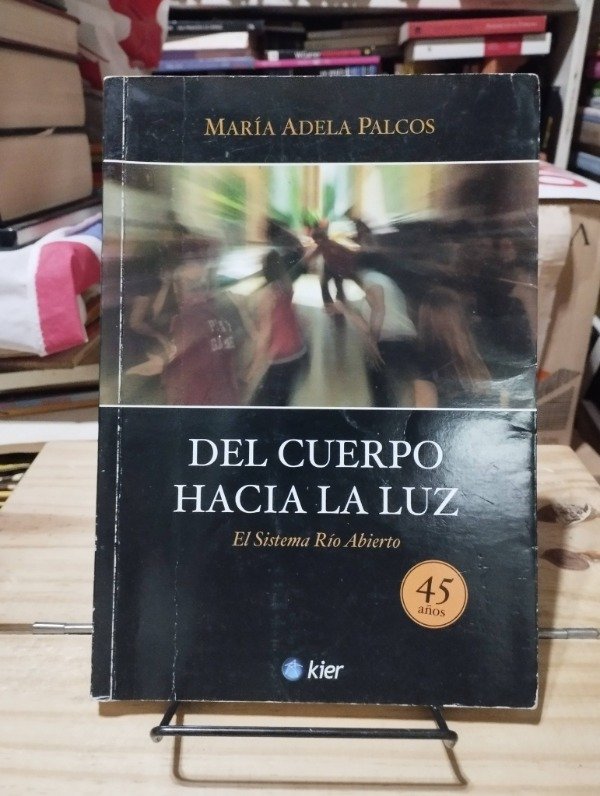 MARÍA ADELA PALCOS
DEL CUERPO
HACIA LA LUZ
El Sistema Río Abierto
45
años
kier